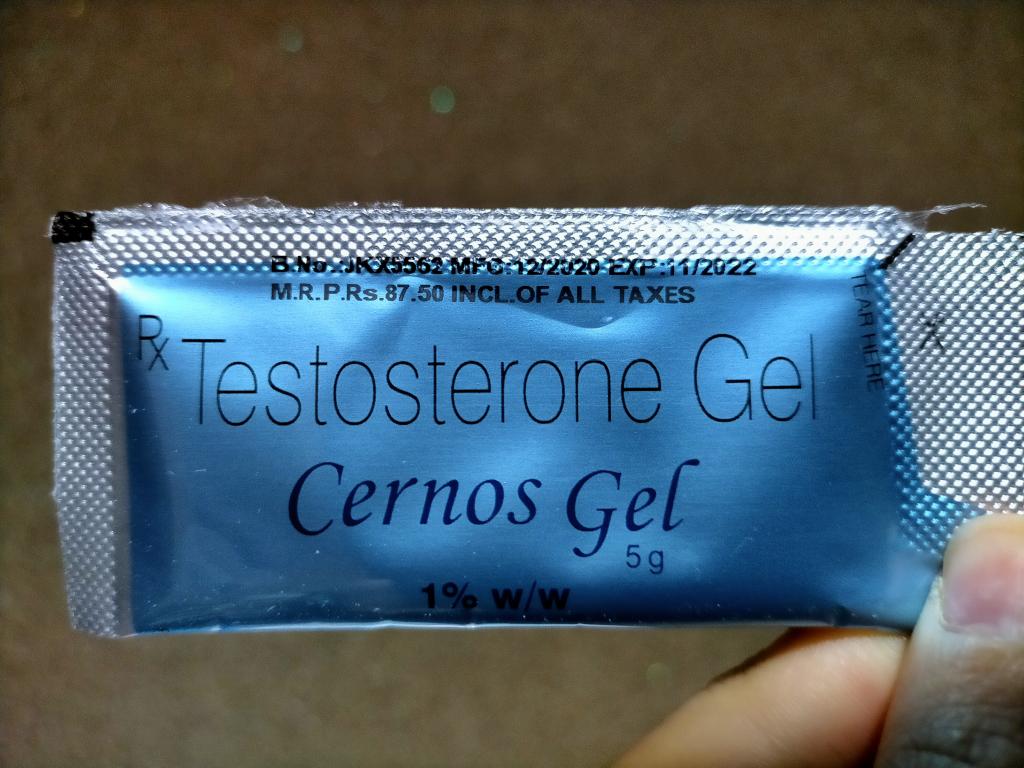 B.No.:JKX5562 MFG:12/2020 EXP:11/2022
M.R.P.Rs.87.50 INCL.OF ALL TAXES
Rx Testosterone Gel
Cernos Gel
5g
1% w/w
TEAR HERE
X